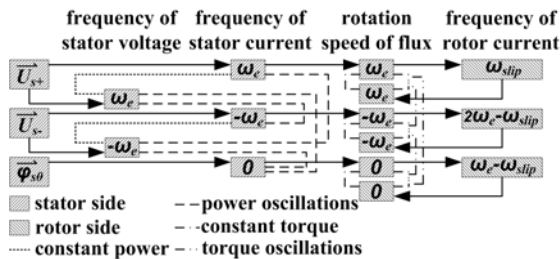 frequency of stator voltage
frequency of stator current
rotation speed of flux
frequency of rotor current
U⃗s+
ωe
ωe
ωslip
ωe
ωe
U⃗s-
-ωe
-ωe
2ωe-ωslip
-ωe
-ωe
φ⃗s0
0
0
ωe-ωslip
0
stator side
rotor side
constant power
power oscillations
constant torque
torque oscillations